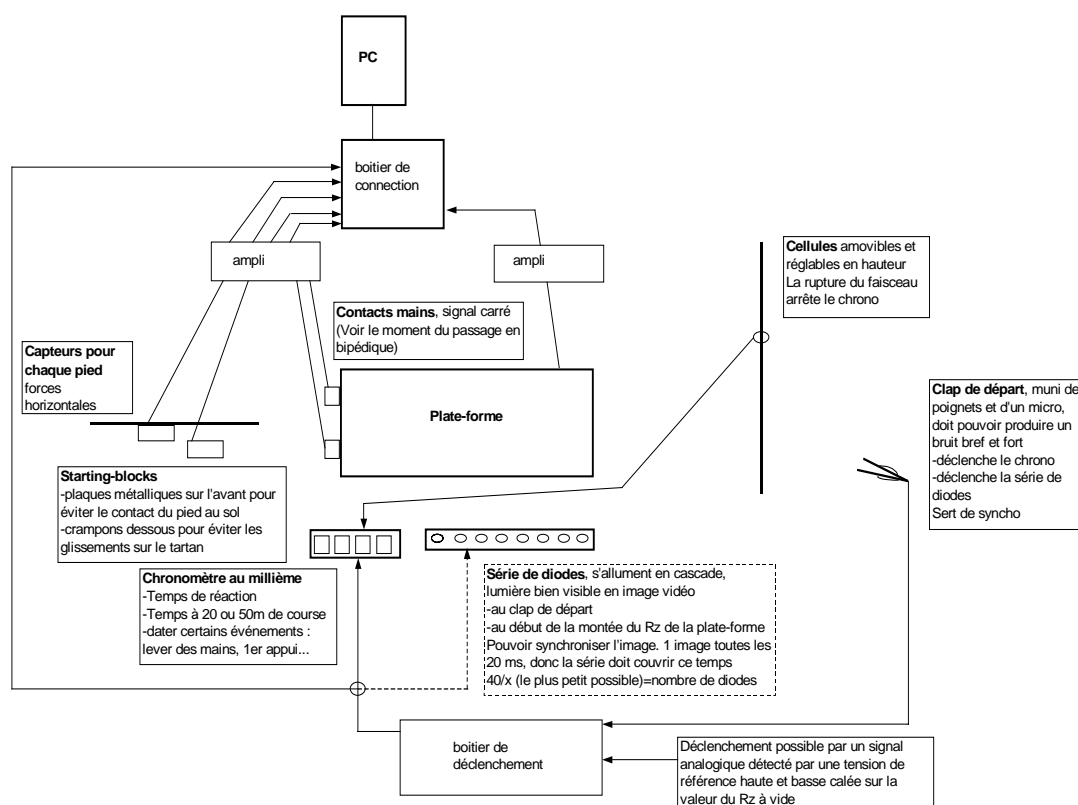 PC
boitier de
connection
ampli
ampli
Cellules amovibles et
réglables en hauteur
La rupture du faisceau
arrête le chrono
Contacts mains, signal carré
(Voir le moment du passage en
bipédique)
Capteurs pour
chaque pied
forces
horizontales
Plate-forme
Clap de départ, muni de
poignets et d'un micro,
doit pouvoir produire un
bruit bref et fort
-déclenche le chrono
-déclenche la série de
diodes
Sert de syncho
Starting-blocks
-plaques métalliques sur l'avant pour
éviter le contact du pied au sol
-crampons dessous pour éviter les
glissements sur le tartan
Chronomètre au millième
-Temps de réaction
-Temps à 20 ou 50m de course
-dater certains événements :
lever des mains, 1er appui...
Série de diodes, s'allument en cascade,
lumière bien visible en image vidéo
-au clap de départ
-au début de la montée du Rz de la plate-forme
Pouvoir synchroniser l'image. 1 image toutes les
20 ms, donc la série doit couvrir ce temps
40/x (le plus petit possible)=nombre de diodes
boitier de
déclenchement
Déclenchement possible par un signal
analogique détecté par une tension de
référence haute et basse calée sur la
valeur du Rz à vide